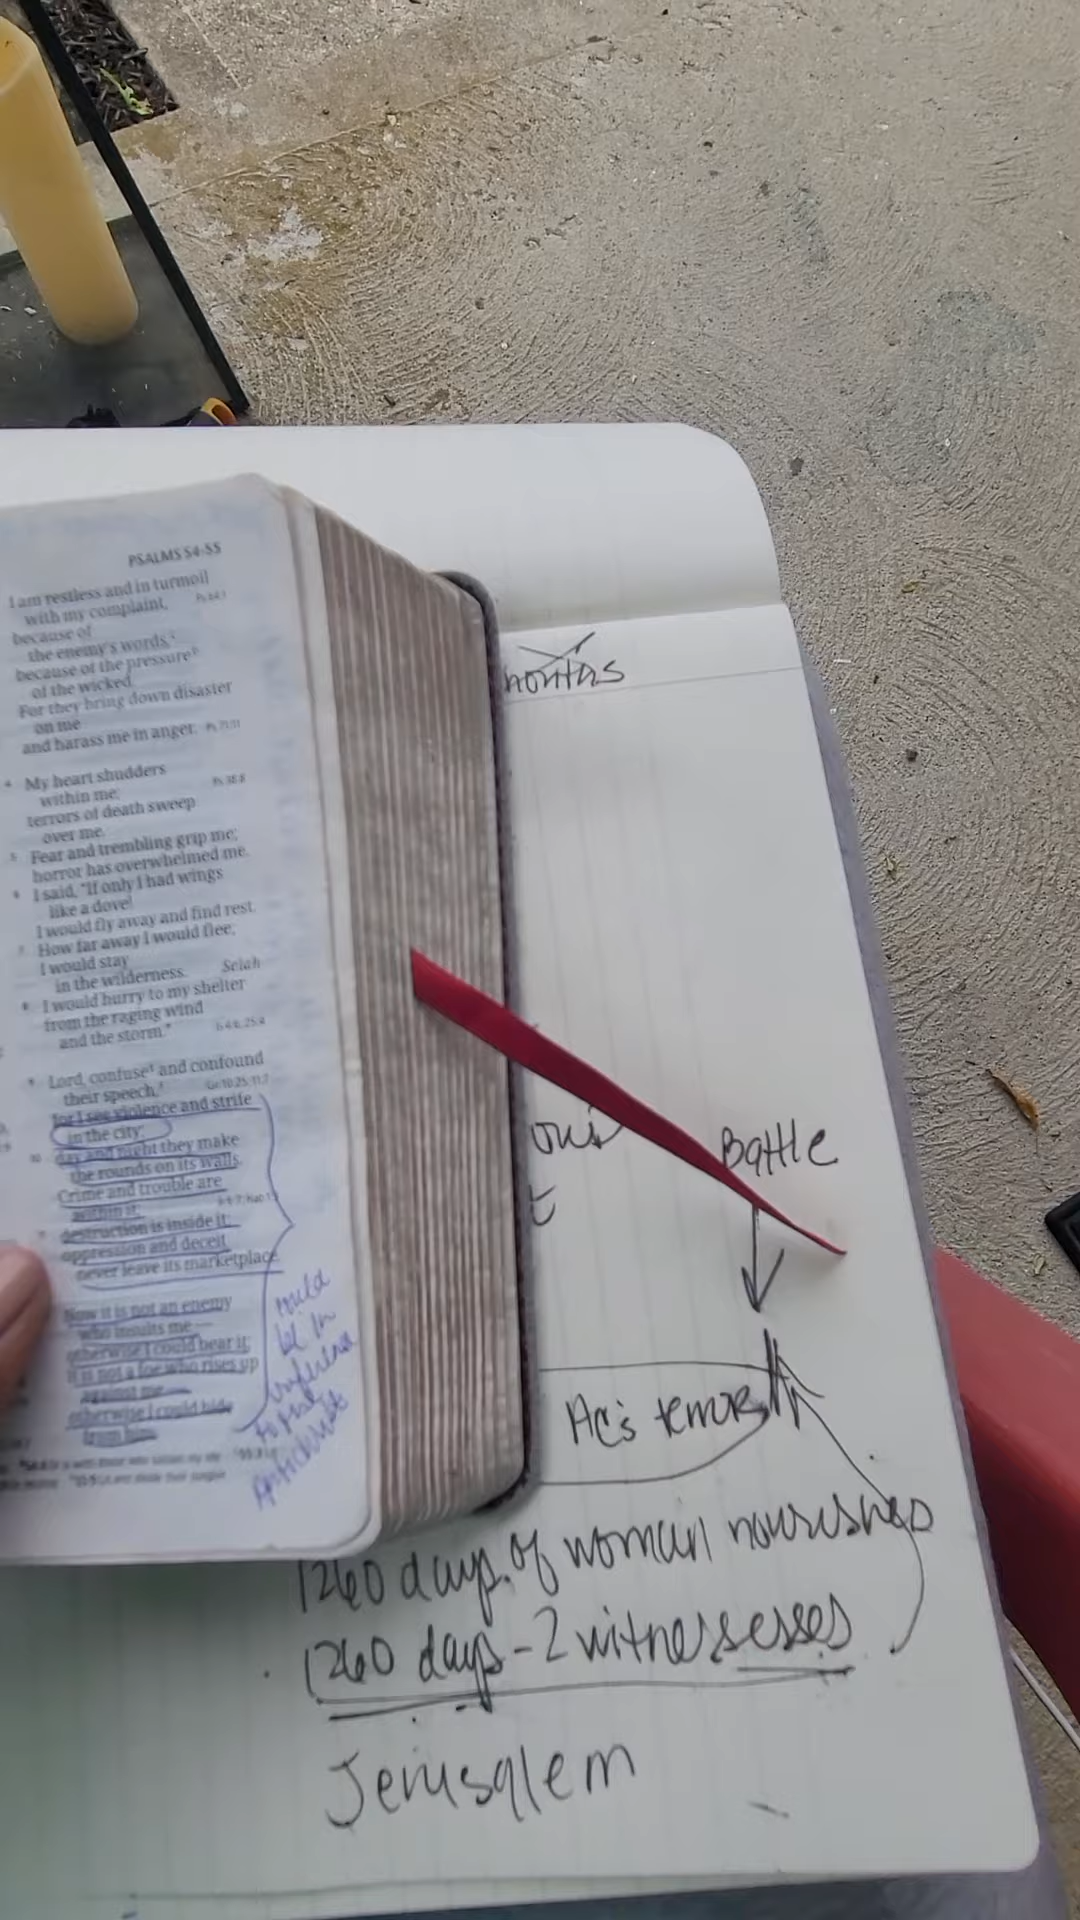 PSALMS 54-55
I am restless and in turmoil
with my complaint,
because of
the enemy's words,
because of the pressure
of the wicked.
For they bring down disaster
on me
and harass me in anger.
My heart shudders
within me;
terrors of death sweep
over me.
Fear and trembling grip me;
horror has overwhelmed me.
I said, "If only I had wings
like a dove!
I would fly away and find rest.
How far away I would flee;
I would stay
in the wilderness. Selah
I would hurry to my shelter
from the raging wind
and the storm."
Lord, confuse and confound
their speech,
for I see violence and strife
in the city;
day and night they make
the rounds on its walls.
Crime and trouble are
within it;
destruction is inside it;
oppression and deceit
never leave its marketplace.
Now it is not an enemy
who insults me—
otherwise I could bear it;
it is not a foe who rises up
against me—
otherwise I could hide
from him.
could
be in
to the
Antichrist
months
Battle
AC's terror
1260 days of woman nourished
1260 days - 2 witnessesses
Jerusalem